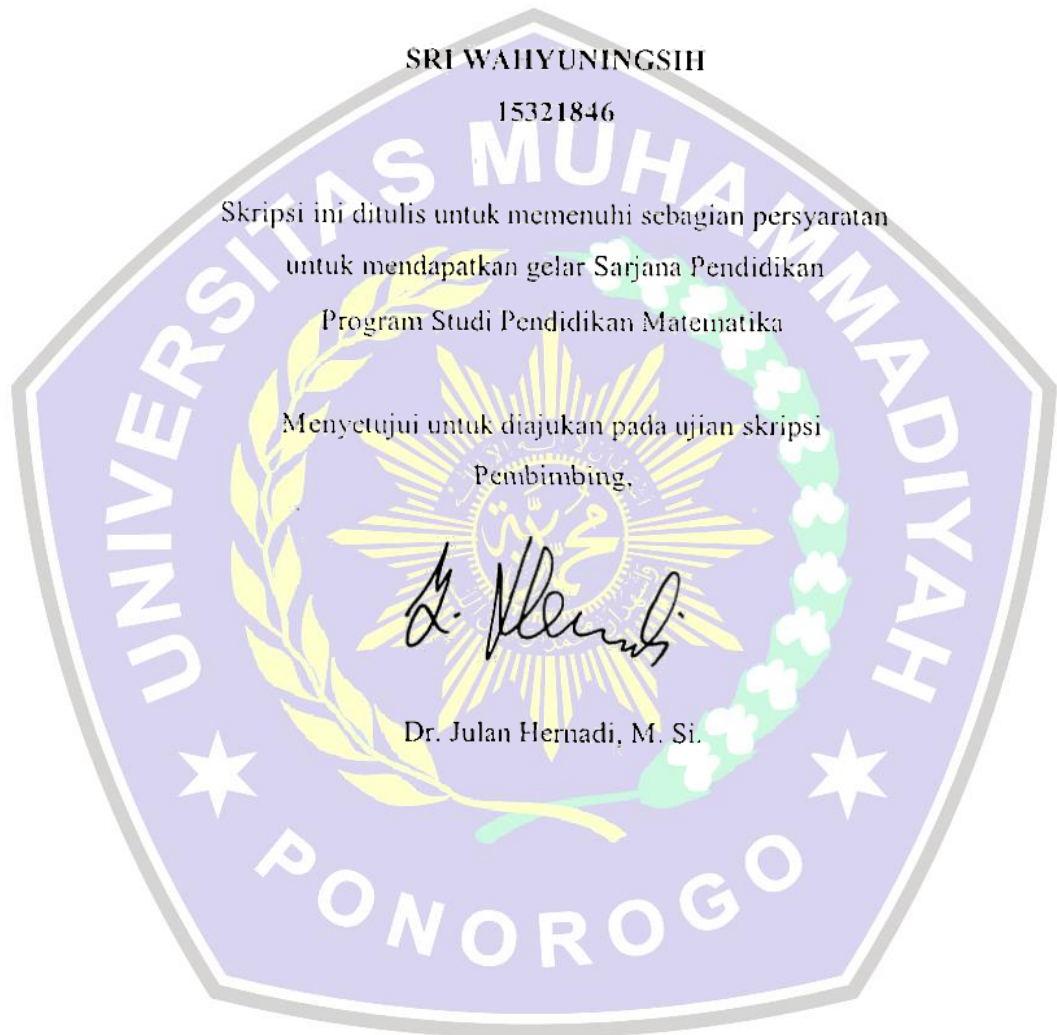 SRI WAHYUNINGSIH
15321846
UNIVERSITAS MUHAMMADIYAH
Skripsi ini ditulis untuk memenuhi sebagian persyaratan
untuk mendapatkan gelar Sarjana Pendidikan
Program Studi Pendidikan Matematika
Menyetujui untuk diajukan pada ujian skripsi
Pembimbing,
محمد
Dr. Julan Hernadi, M. Si.
PONOROGO